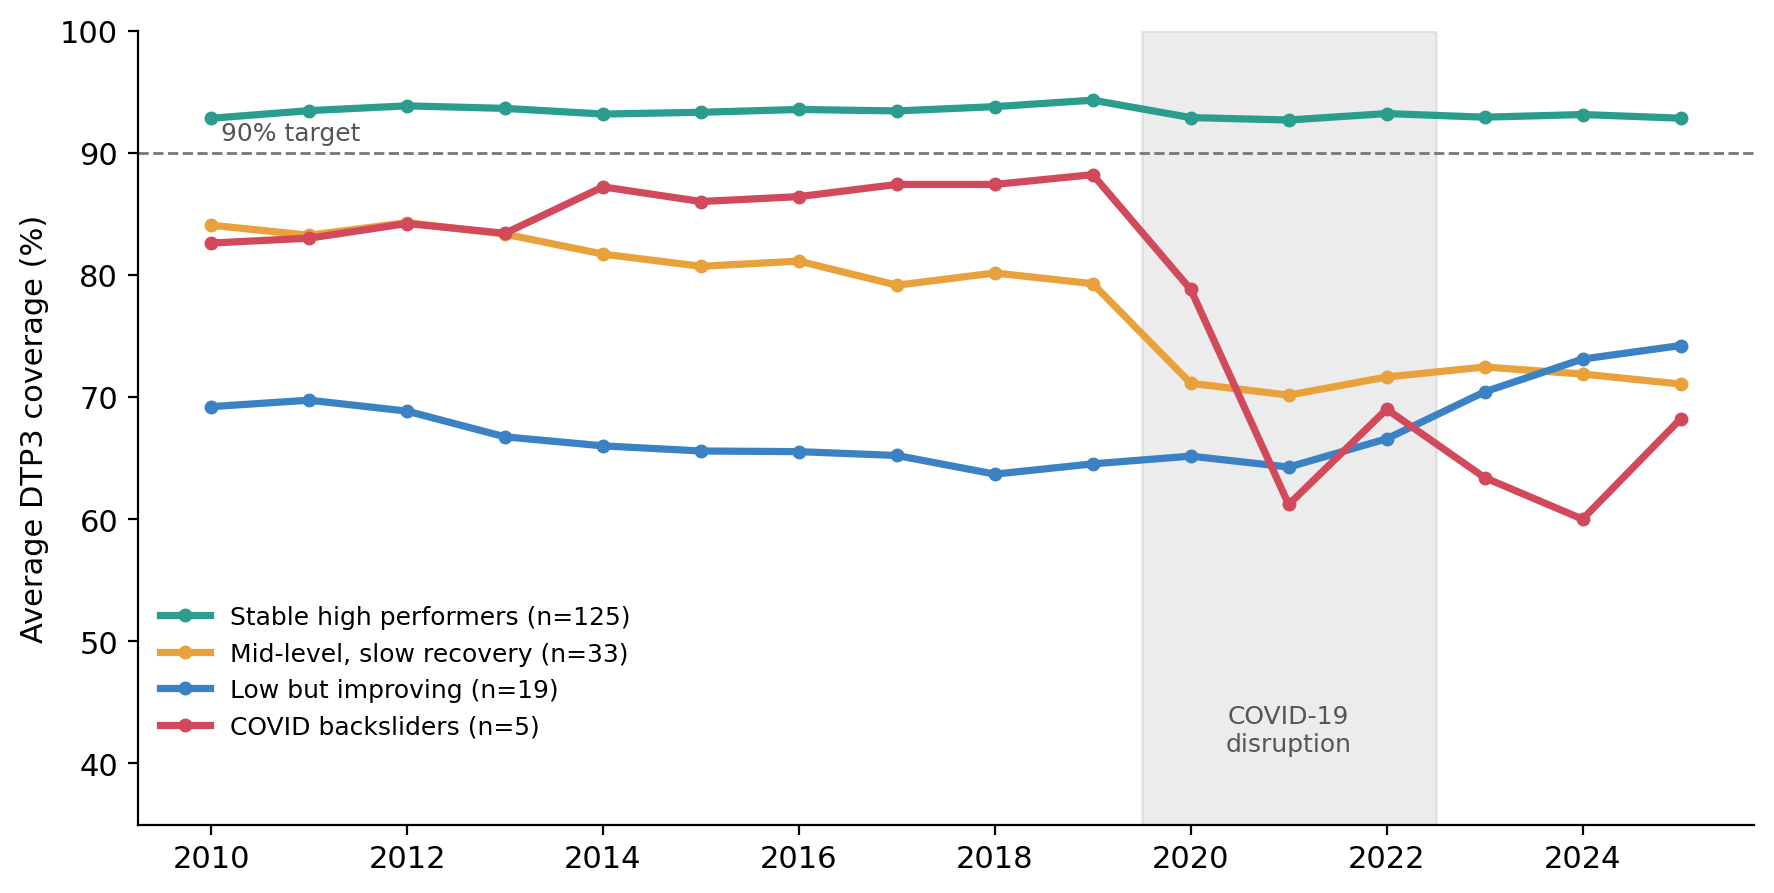 100
90
80
70
60
50
40
Average DTP3 coverage (%)
90% target
Stable high performers (n=125)
Mid-level, slow recovery (n=33)
Low but improving (n=19)
COVID backsliders (n=5)
COVID-19
disruption
2010 2012 2014 2016 2018 2020 2022 2024